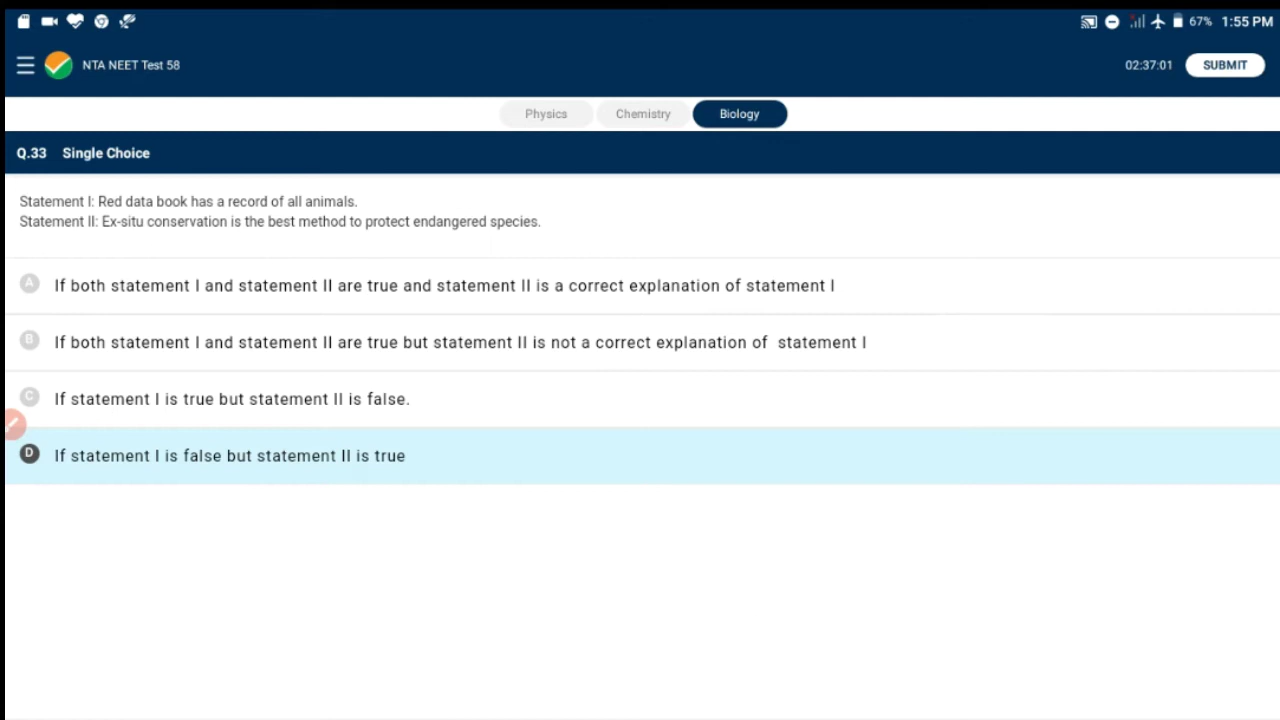 67% 1:55 PM
NTA NEET Test 58
02:37:01 SUBMIT
Physics Chemistry Biology
Q.33 Single Choice
Statement I: Red data book has a record of all animals.
Statement II: Ex-situ conservation is the best method to protect endangered species.
A If both statement I and statement II are true and statement II is a correct explanation of statement I
B If both statement I and statement II are true but statement II is not a correct explanation of statement I
C If statement I is true but statement II is false.
D If statement I is false but statement II is true